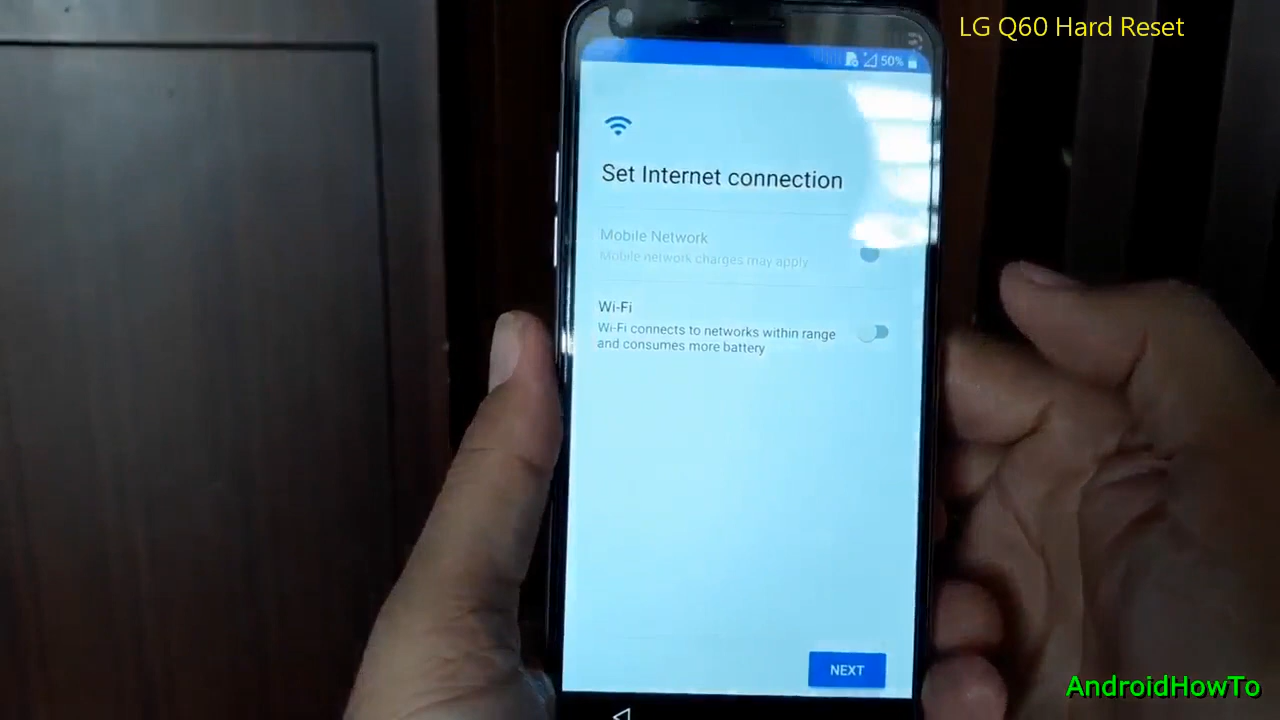 LG Q60 Hard Reset
50%
Set Internet connection
Mobile Network
Mobile network charges may apply
Wi-Fi
Wi-Fi connects to networks within range
and consumes more battery
NEXT
AndroidHowTo